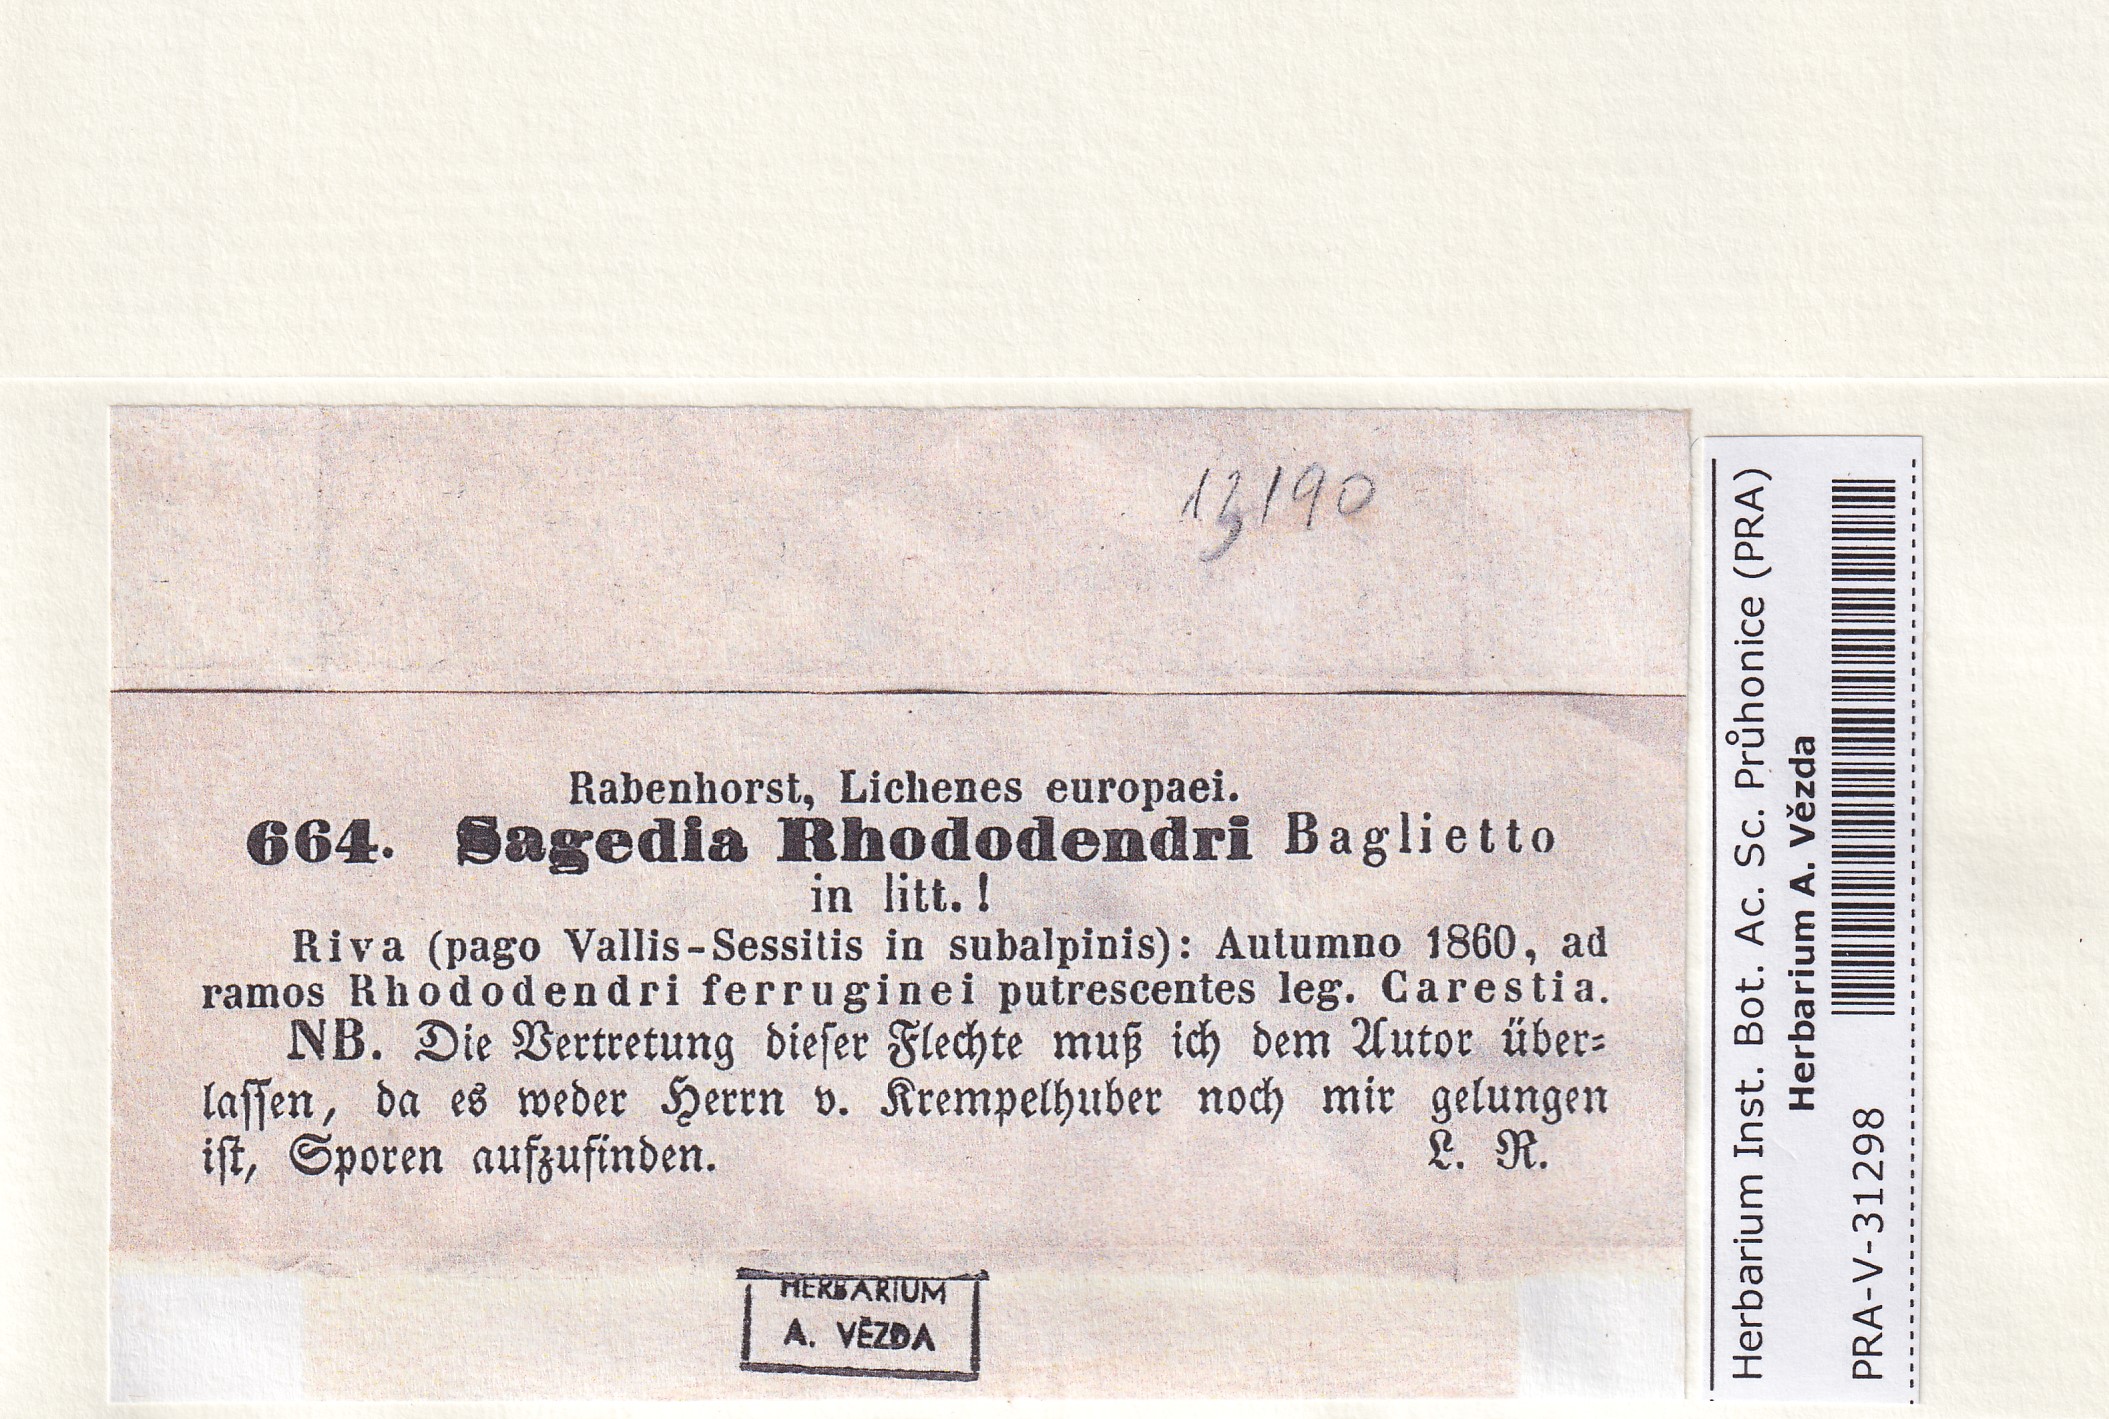 13190
Rabenhorst, Lichenes europaei.
664. Sagedia Rhododendri Baglietto
in litt.!
Riva (pago Vallis-Sessitis in subalpinis): Autumno 1860, ad
ramos Rhododendri ferruginei putrescentes leg. Carestia.
NB. Die Vertretung dieser Flechte muß ich dem Autor über-
lassen, da es weder Herrn v. Krempelhuber noch mir gelungen
ist, Sporen aufzufinden. L. R.
HERBARIUM
A. VĚZDA
Herbarium Inst. Bot. Ac. Sc. Průhonice (PRA)
Herbarium A. Vězda
PRA-V-31298